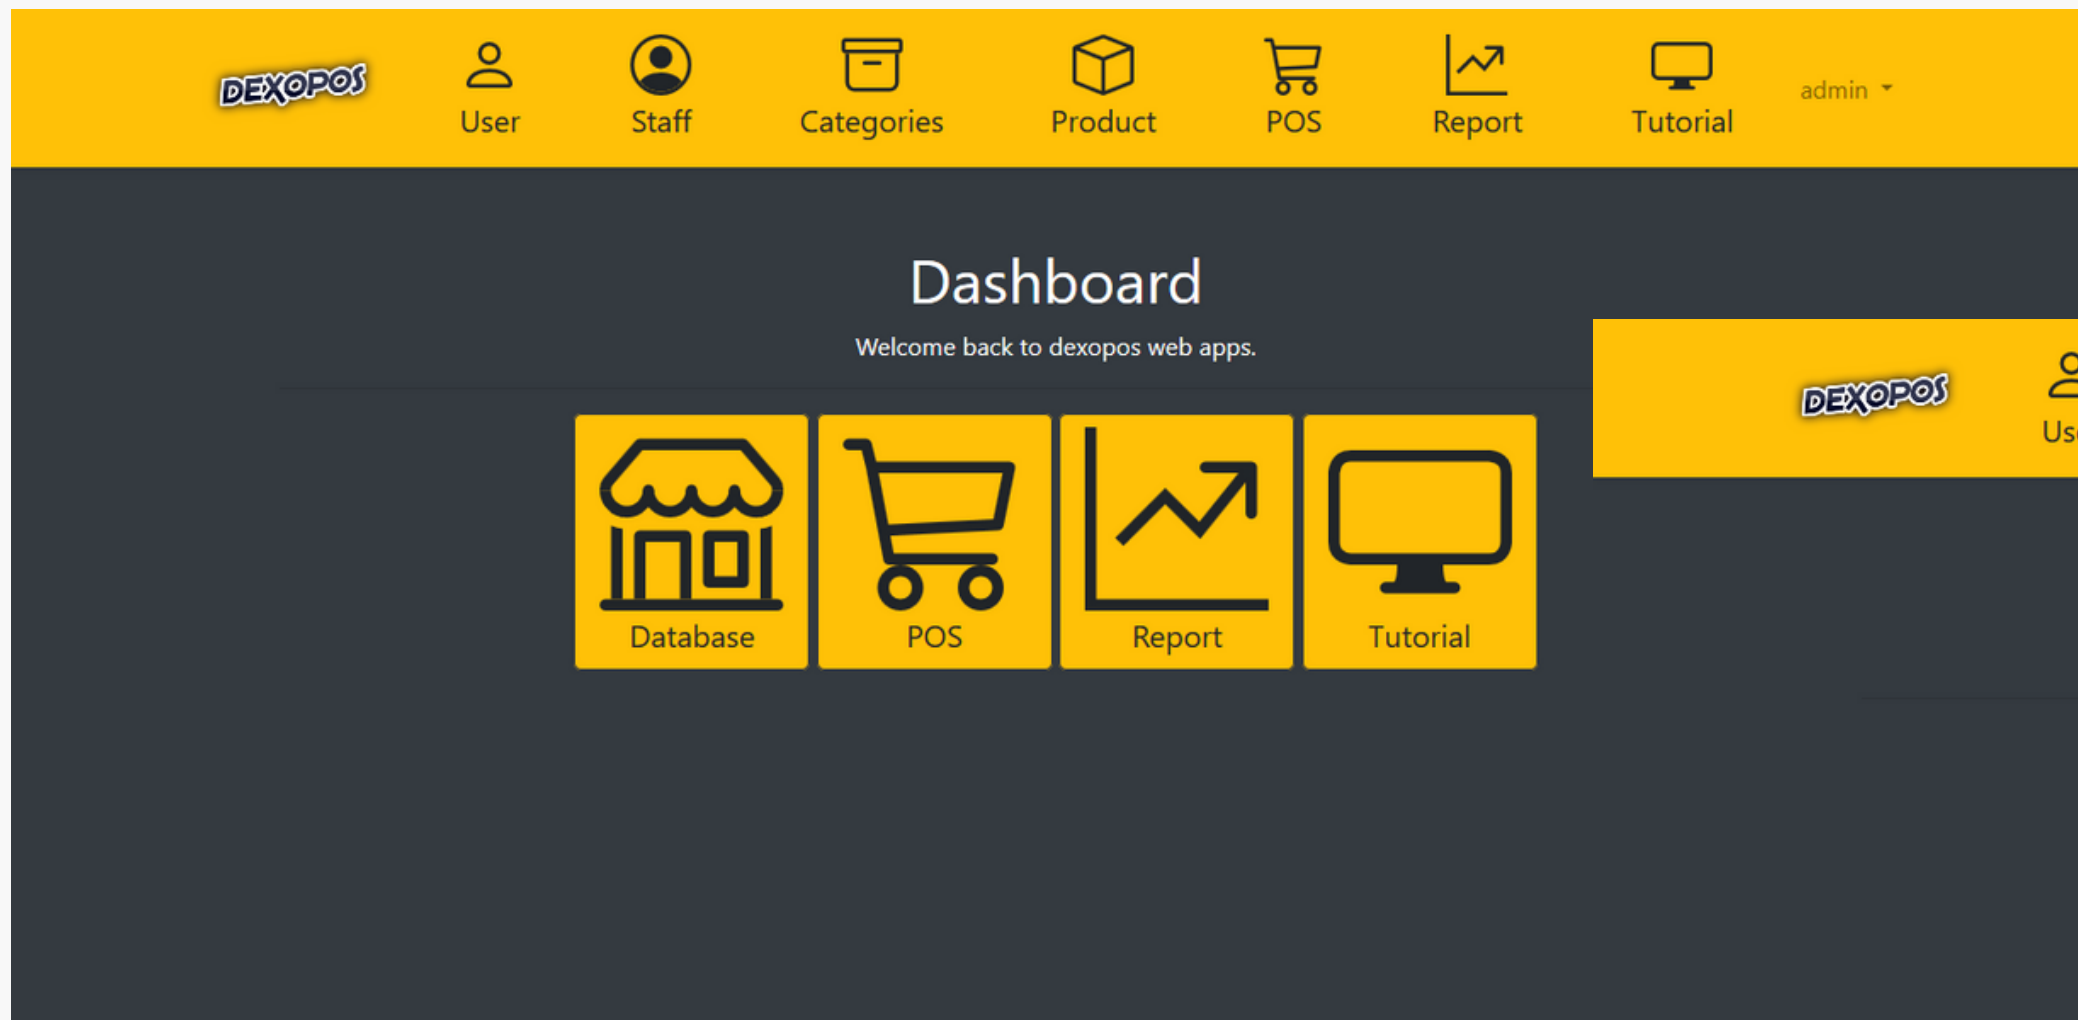 DEXOPOS
User Staff Categories Product POS Report Tutorial admin
Dashboard
Welcome back to dexopos web apps.
DEXOPOS
Us
Database POS Report Tutorial